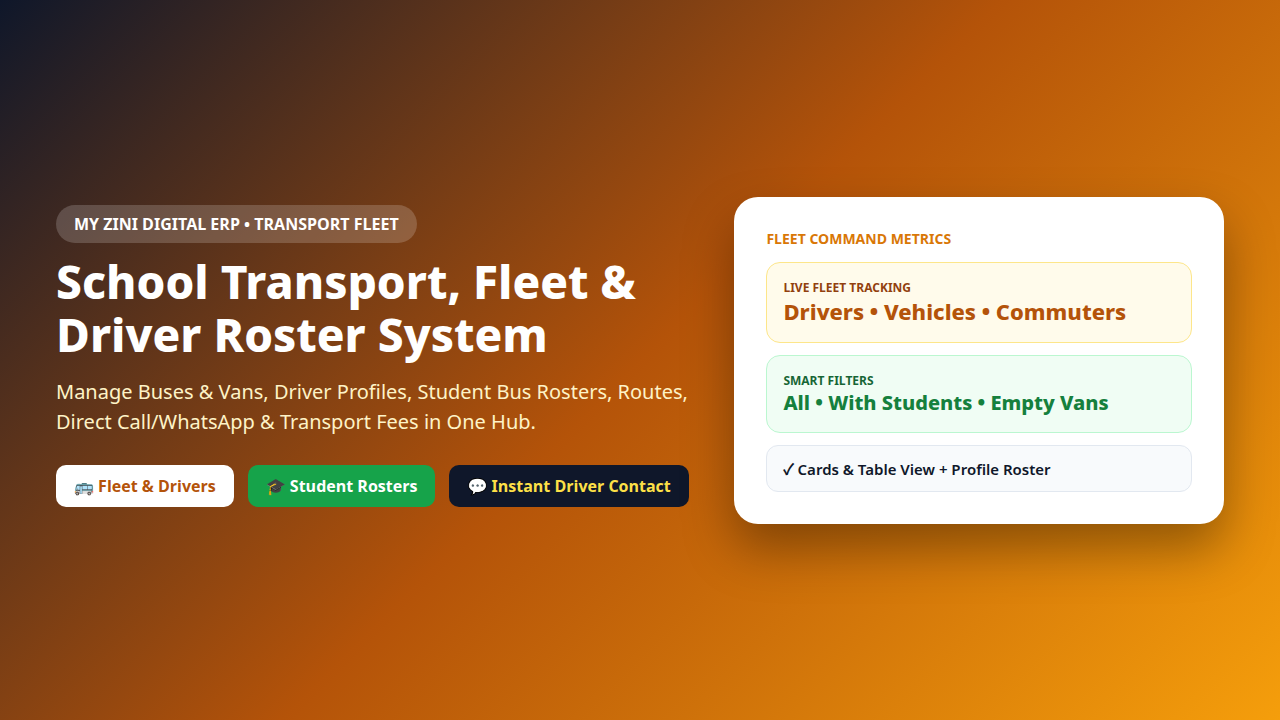 MY ZINI DIGITAL ERP • TRANSPORT FLEET
School Transport, Fleet &
Driver Roster System
Manage Buses & Vans, Driver Profiles, Student Bus Rosters, Routes,
Direct Call/WhatsApp & Transport Fees in One Hub.
🚌 Fleet & Drivers
🎓 Student Rosters
💬 Instant Driver Contact
FLEET COMMAND METRICS
LIVE FLEET TRACKING
Drivers • Vehicles • Commuters
SMART FILTERS
All • With Students • Empty Vans
✓ Cards & Table View + Profile Roster